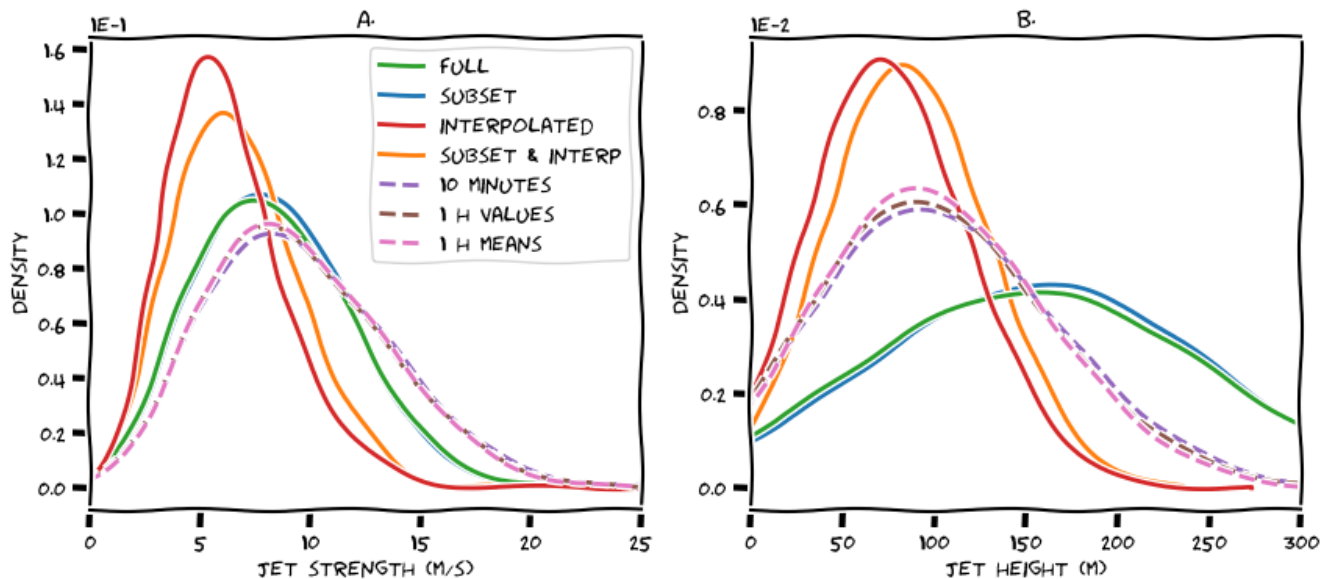 A.
1E-1
FULL
SUBSET
INTERPOLATED
SUBSET & INTERP
10 MINUTES
1 H VALUES
1 H MEANS
1.6
1.4
1.2
1.0
0.8
0.6
0.4
0.2
0.0
DENSITY
0 5 10 15 20 25
JET STRENGTH (M/S)
B.
1E-2
0.8
0.6
0.4
0.2
0.0
DENSITY
0 50 100 150 200 250 300
JET HEIGHT (M)